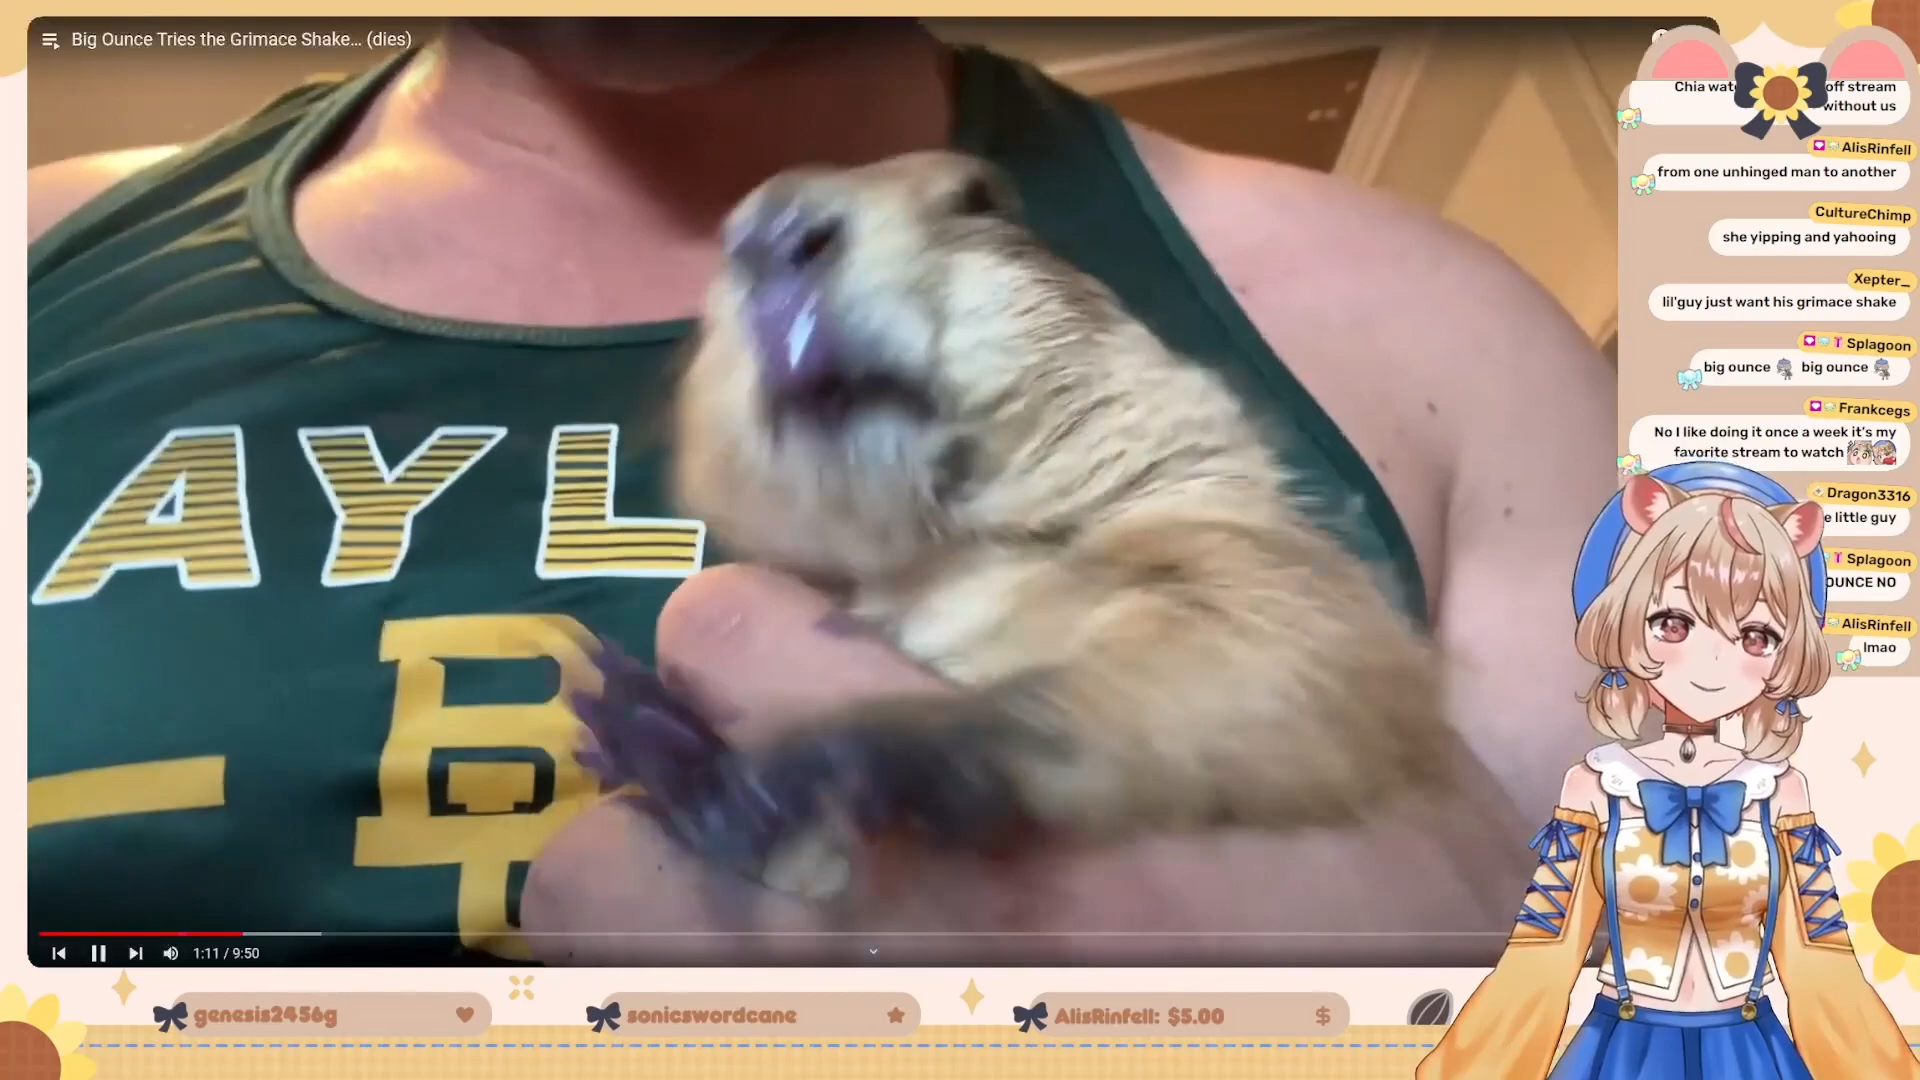 Big Ounce Tries the Grimace Shake... (dies)
off stream
without us
AlisRinfell
from one unhinged man to another
CultureChimp
she yipping and yahooing
Xepter_
lil'guy just want his grimace shake
Splagoon
big ounce big ounce
Frankcegs
No I like doing it once a week it's my
favorite stream to watch
Dragon3316
little guy
Splagoon
OUNCE NO
AlisRinfell
lmao
AYL
1:11 / 9:50
genesis2456g
sonicswordcane
AlisRinfell: $5.00
$